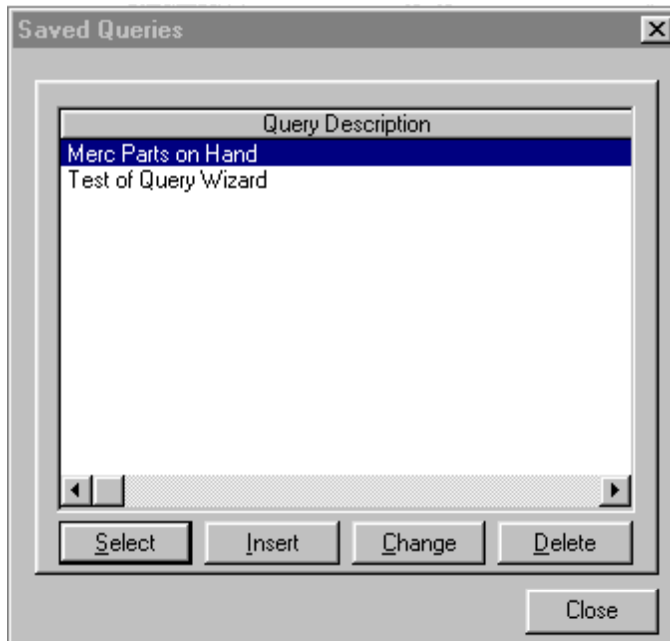 Saved Queries
Query Description
Merc Parts on Hand
Test of Query Wizard
Select Insert Change Delete
Close